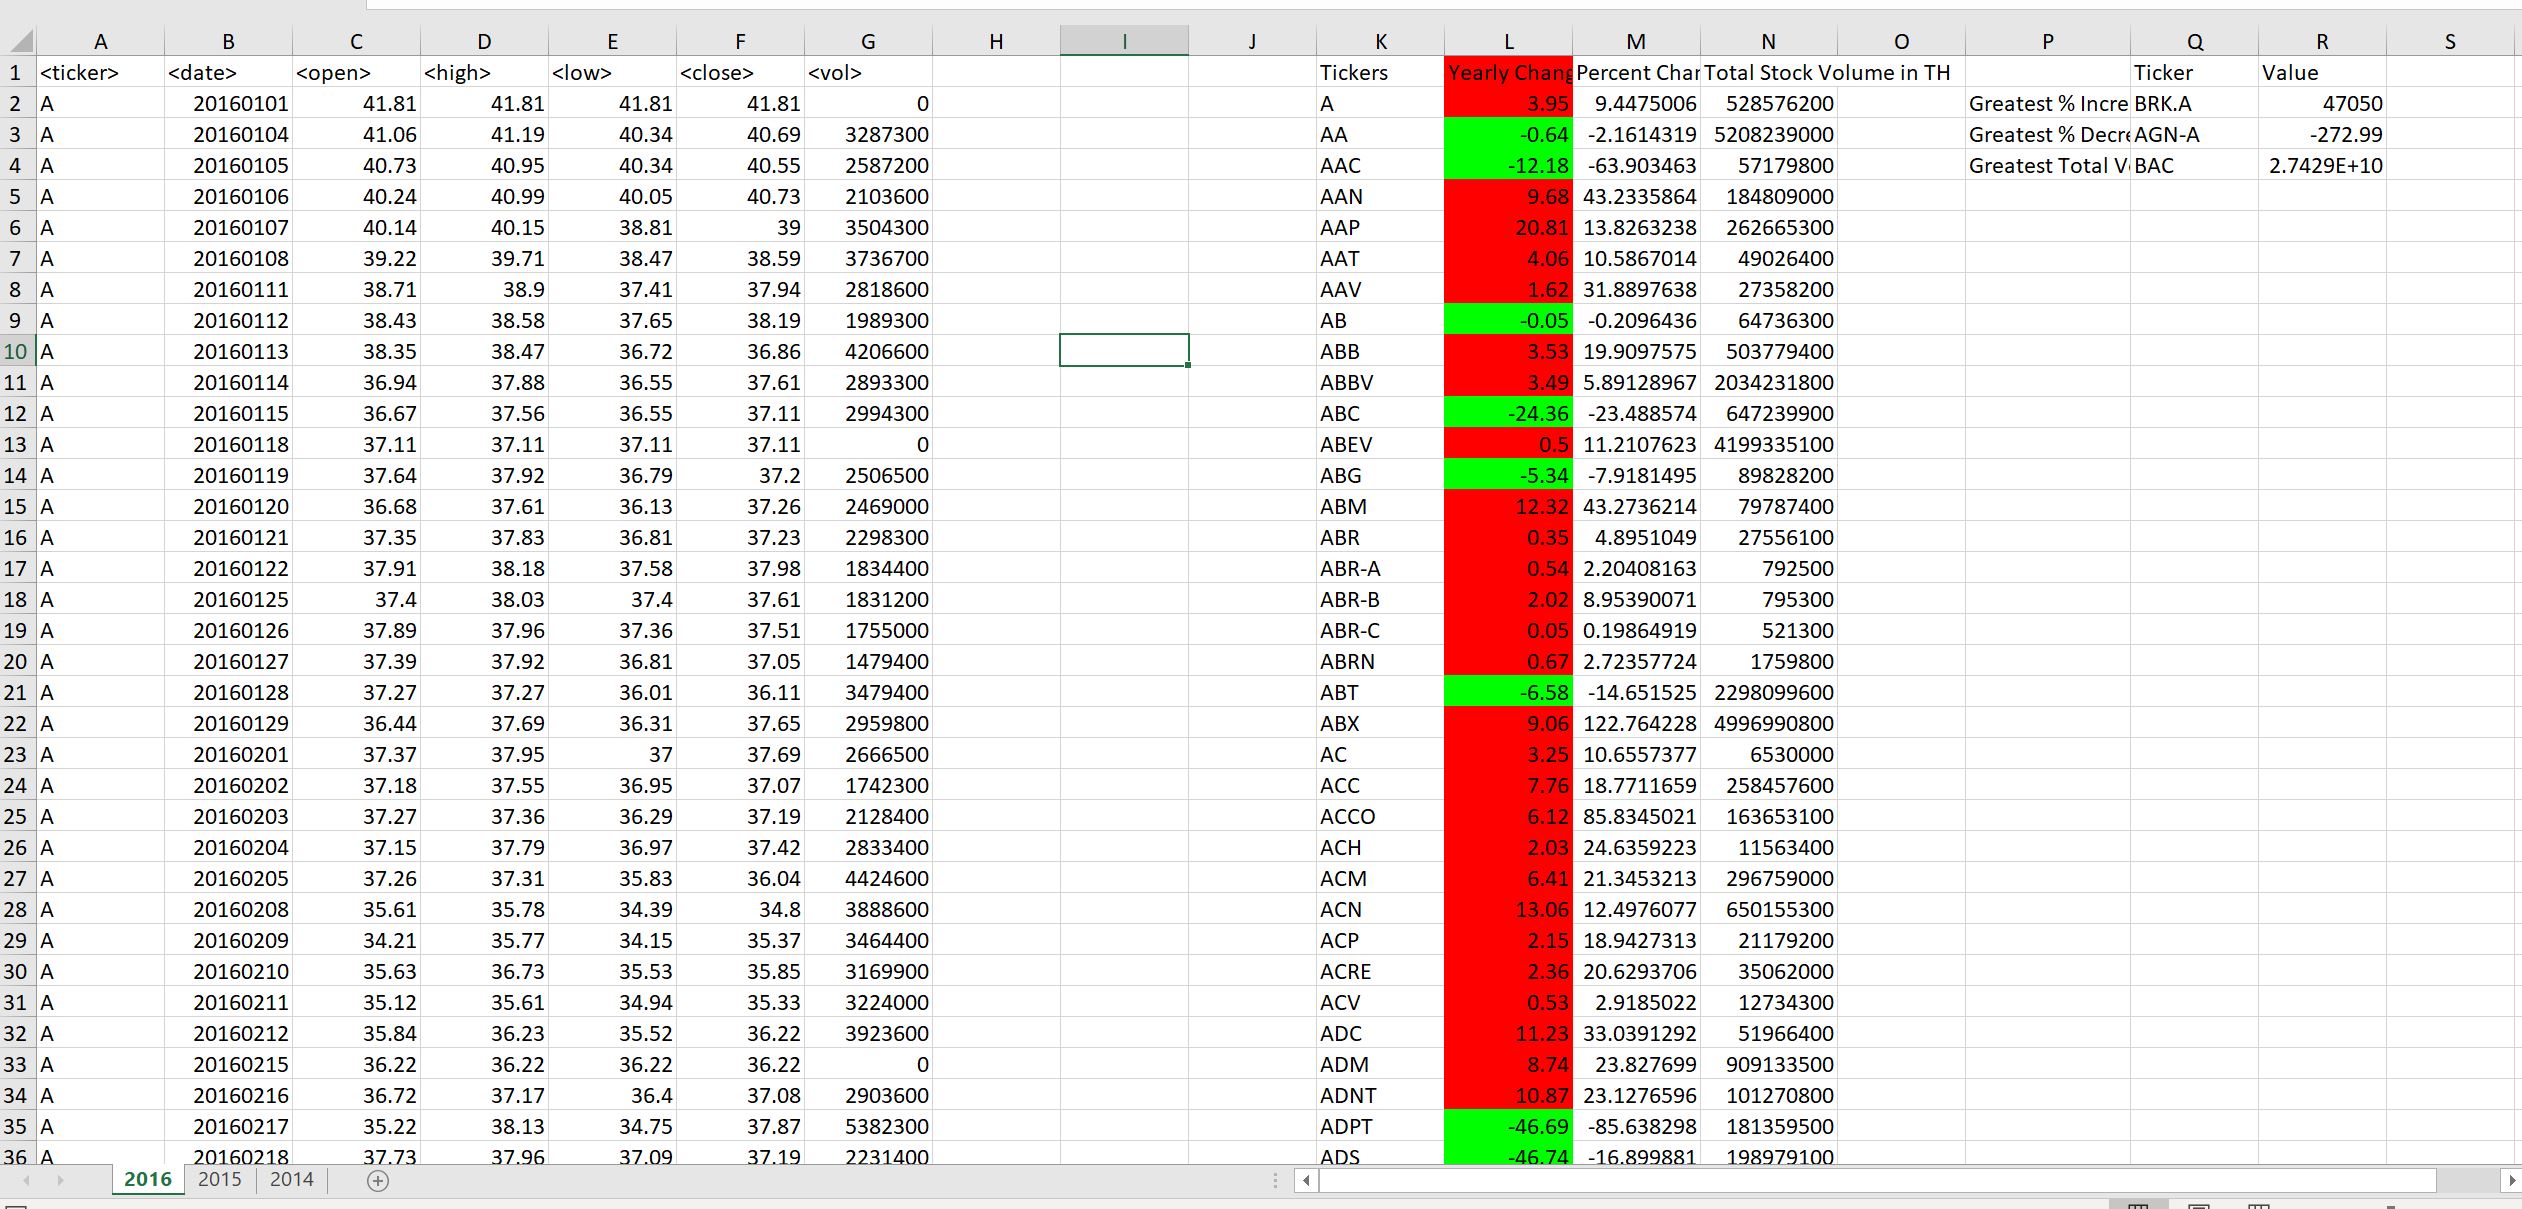 A B C D E F G H I J K L M N O P Q R S
1 <ticker> <date> <open> <high> <low> <close> <vol> Tickers Yearly Chang Percent Char Total Stock Volume in TH Ticker Value
2 A 20160101 41.81 41.81 41.81 41.81 0 A 3.95 9.4475006 528576200 Greatest % Incre BRK.A 47050
3 A 20160104 41.06 41.19 40.34 40.69 3287300 AA -0.64 -2.1614319 5208239000 Greatest % Decre AGN-A -272.99
4 A 20160105 40.73 40.95 40.34 40.55 2587200 AAC -12.18 -63.903463 57179800 Greatest Total V BAC 2.7429E+10
5 A 20160106 40.24 40.99 40.05 40.73 2103600 AAN 9.68 43.2335864 184809000
6 A 20160107 40.14 40.15 38.81 39 3504300 AAP 20.81 13.8263238 262665300
7 A 20160108 39.22 39.71 38.47 38.59 3736700 AAT 4.06 10.5867014 49026400
8 A 20160111 38.71 38.9 37.41 37.94 2818600 AAV 1.62 31.8897638 27358200
9 A 20160112 38.43 38.58 37.65 38.19 1989300 AB -0.05 -0.2096436 64736300
10 A 20160113 38.35 38.47 36.72 36.86 4206600 ABB 3.53 19.9097575 503779400
11 A 20160114 36.94 37.88 36.55 37.61 2893300 ABBV 3.49 5.89128967 2034231800
12 A 20160115 36.67 37.56 36.55 37.11 2994300 ABC -24.36 -23.488574 647239900
13 A 20160118 37.11 37.11 37.11 37.11 0 ABEV 0.5 11.2107623 4199335100
14 A 20160119 37.64 37.92 36.79 37.2 2506500 ABG -5.34 -7.9181495 89828200
15 A 20160120 36.68 37.61 36.13 37.26 2469000 ABM 12.32 43.2736214 79787400
16 A 20160121 37.35 37.83 36.81 37.23 2298300 ABR 0.35 4.8951049 27556100
17 A 20160122 37.91 38.18 37.58 37.98 1834400 ABR-A 0.54 2.20408163 792500
18 A 20160125 37.4 38.03 37.4 37.61 1831200 ABR-B 2.02 8.95390071 795300
19 A 20160126 37.89 37.96 37.36 37.51 1755000 ABR-C 0.05 0.19864919 521300
20 A 20160127 37.39 37.92 36.81 37.05 1479400 ABRN 0.67 2.72357724 1759800
21 A 20160128 37.27 37.27 36.01 36.11 3479400 ABT -6.58 -14.651525 2298099600
22 A 20160129 36.44 37.69 36.31 37.65 2959800 ABX 9.06 122.764228 4996990800
23 A 20160201 37.37 37.95 37 37.69 2666500 AC 3.25 10.6557377 6530000
24 A 20160202 37.18 37.55 36.95 37.07 1742300 ACC 7.76 18.7711659 258457600
25 A 20160203 37.27 37.36 36.29 37.19 2128400 ACCO 6.12 85.8345021 163653100
26 A 20160204 37.15 37.79 36.97 37.42 2833400 ACH 2.03 24.6359223 11563400
27 A 20160205 37.26 37.31 35.83 36.04 4424600 ACM 6.41 21.3453213 296759000
28 A 20160208 35.61 35.78 34.39 34.8 3888600 ACN 13.06 12.4976077 650155300
29 A 20160209 34.21 35.77 34.15 35.37 3464400 ACP 2.15 18.9427313 21179200
30 A 20160210 35.63 36.73 35.53 35.85 3169900 ACRE 2.36 20.6293706 35062000
31 A 20160211 35.12 35.61 34.94 35.33 3224000 ACV 0.53 2.9185022 12734300
32 A 20160212 35.84 36.23 35.52 36.22 3923600 ADC 11.23 33.0391292 51966400
33 A 20160215 36.22 36.22 36.22 36.22 0 ADM 8.74 23.827699 909133500
34 A 20160216 36.72 37.17 36.4 37.08 2903600 ADNT 10.87 23.1276596 101270800
35 A 20160217 35.22 38.13 34.75 37.87 5382300 ADPT -46.69 -85.638298 181359500
36 A 20160218 37.73 37.96 37.09 37.19 2231400 ADS -46.74 -16.899881 198979100
2016 2015 2014